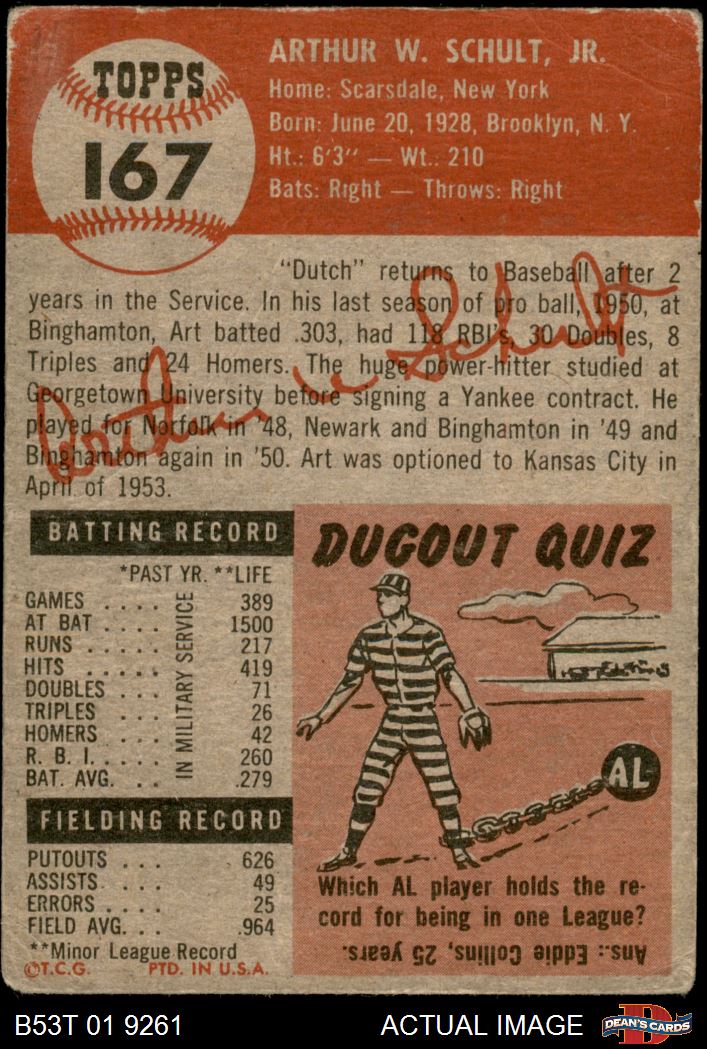 TOPPS
167
ARTHUR W. SCHULT, JR.
Home: Scarsdale, New York
Born: June 20, 1928, Brooklyn, N. Y.
Ht.: 6'3" — Wt.: 210
Bats: Right — Throws: Right
"Dutch" returns to Baseball after 2
years in the Service. In his last season of pro ball, 1950, at
Binghamton, Art batted .303, had 118 RBI's, 30 Doubles, 8
Triples and 24 Homers. The huge power-hitter studied at
Georgetown University before signing a Yankee contract. He
played for Norfolk in '48, Newark and Binghamton in '49 and
Binghamton again in '50. Art was optioned to Kansas City in
April of 1953.
Arthur W Schult
BATTING RECORD
*PAST YR. **LIFE
GAMES .... 389
AT BAT .... 1500
RUNS ..... 217
HITS ..... 419
DOUBLES ... 71
TRIPLES ... 26
HOMERS ... 42
R. B. I. .... 260
BAT. AVG. ... .279
IN MILITARY SERVICE
FIELDING RECORD
PUTOUTS ... 626
ASSISTS ... 49
ERRORS ... 25
FIELD AVG. ... .964
**Minor League Record
©T.C.G. PTD. IN U.S.A.
DUGOUT QUIZ
AL
Which AL player holds the re-
cord for being in one League?
Ans.: Eddie Collins, 25 years.
B53T 01 9261 ACTUAL IMAGE
D
DEAN'S CARDS